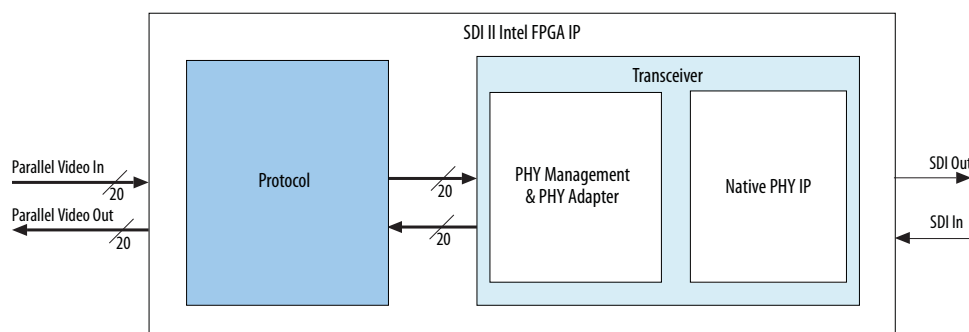 SDI II Intel FPGA IP
Transceiver
Parallel Video In
20
Parallel Video Out
20
Protocol
20
20
PHY Management
& PHY Adapter
Native PHY IP
SDI Out
SDI In